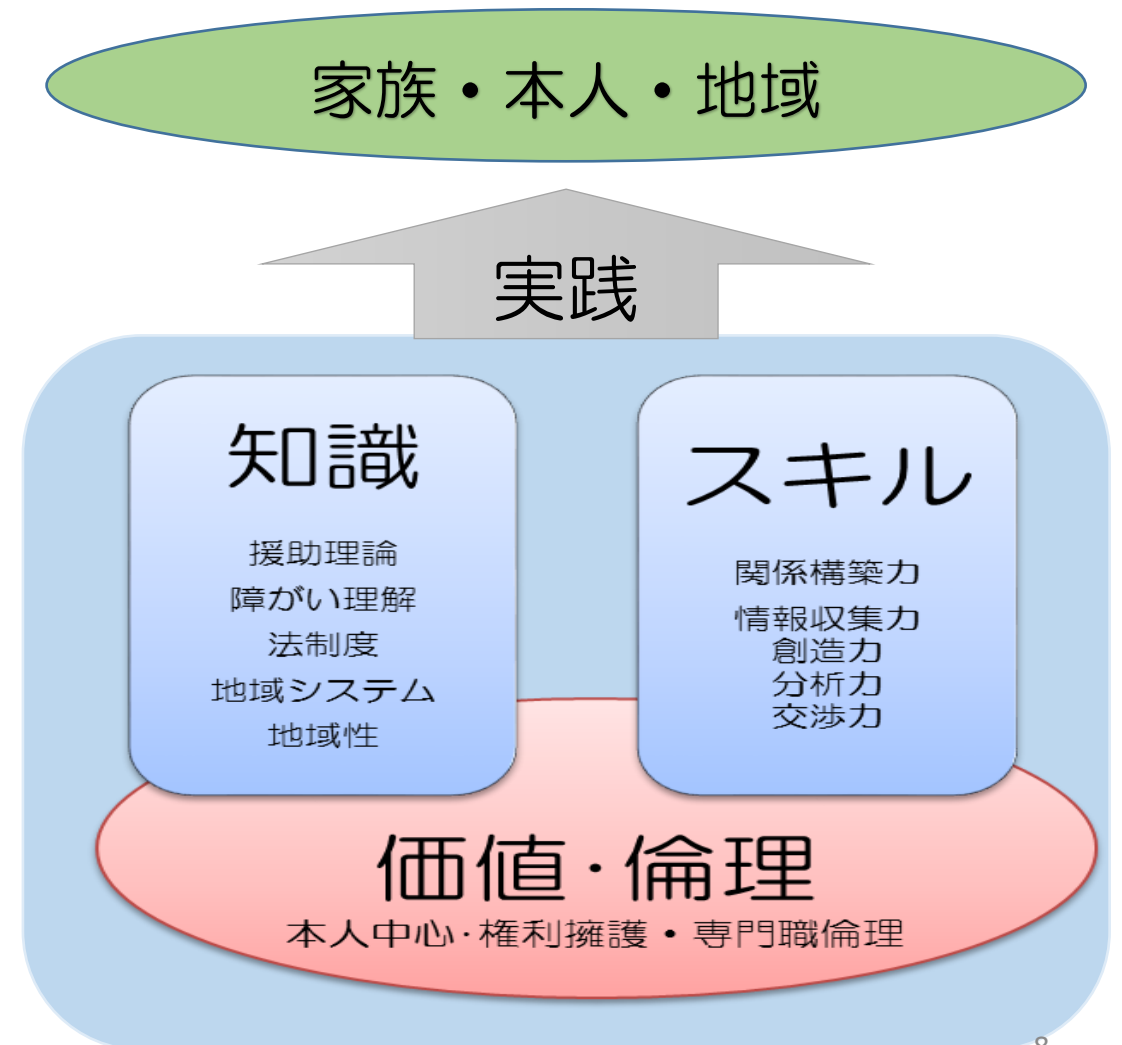 家族・本人・地域
実践
知識
援助理論
障がい理解
法制度
地域システム
地域性
スキル
関係構築力
情報収集力
創造力
分析力
交渉力
価値・倫理
本人中心・権利擁護・専門職倫理